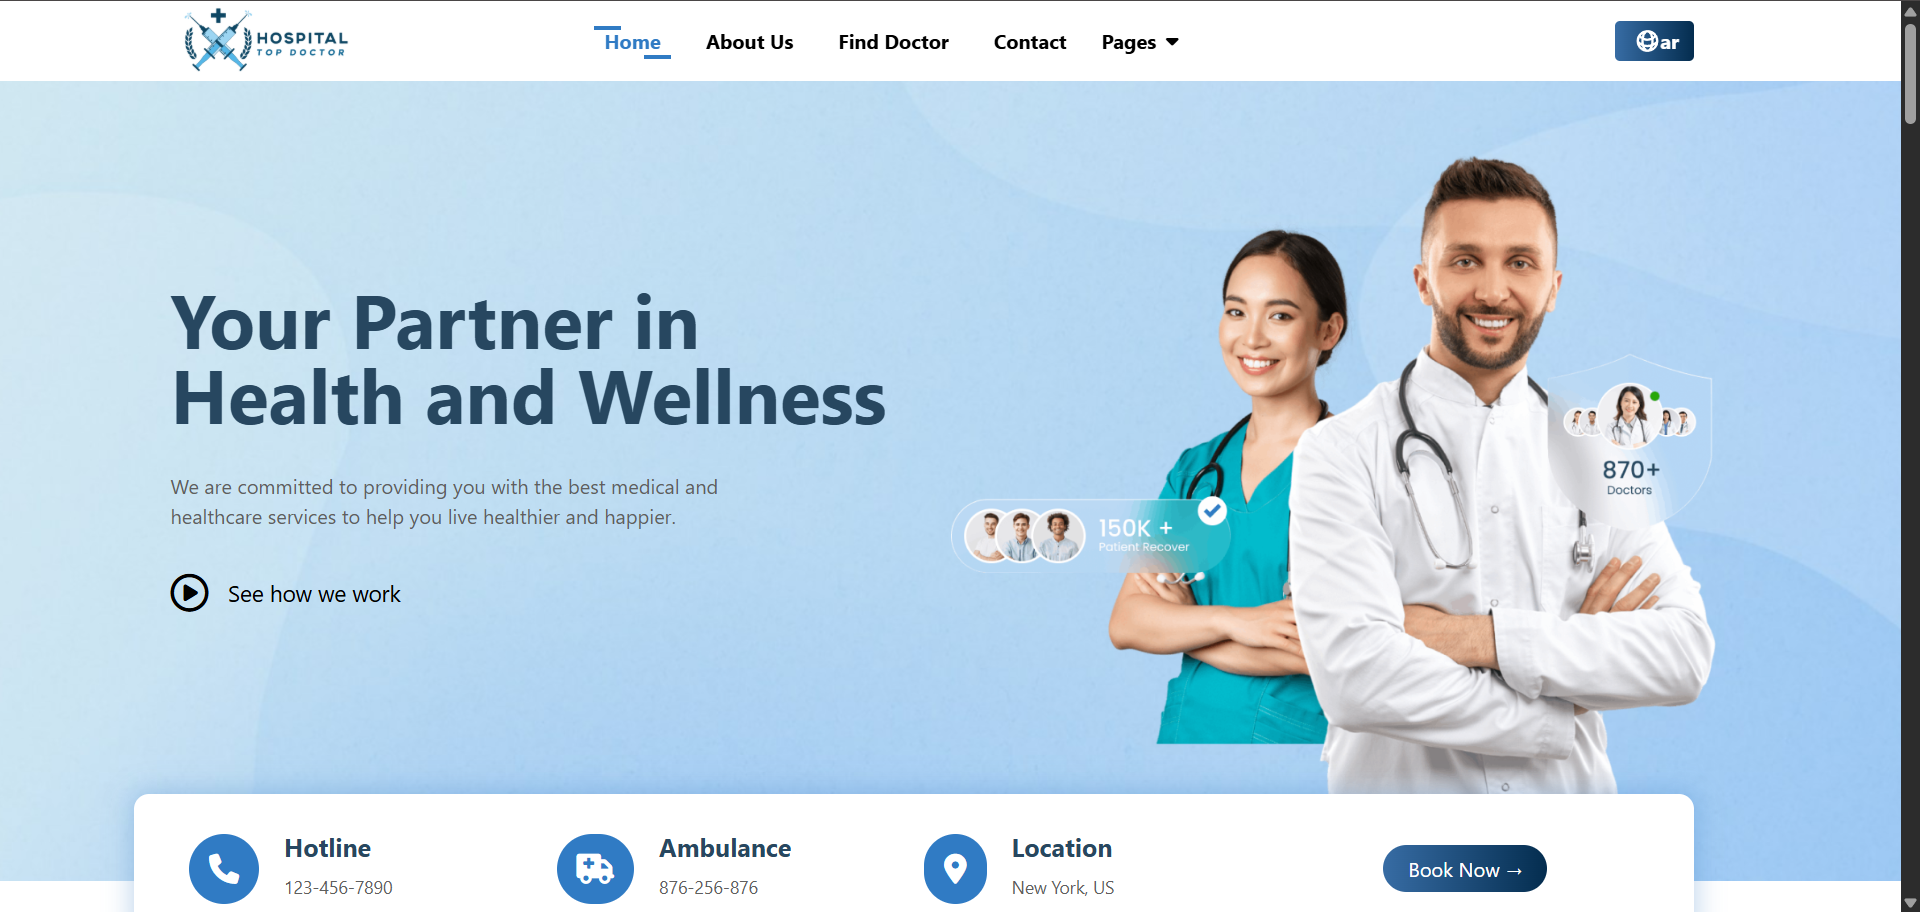 HOSPITAL
TOP DOCTOR
Home
About Us
Find Doctor
Contact
Pages
ar
Your Partner in
Health and Wellness
We are committed to providing you with the best medical and
healthcare services to help you live healthier and happier.
See how we work
150K +
Patient Recover
870+
Doctors
Hotline
123-456-7890
Ambulance
876-256-876
Location
New York, US
Book Now →